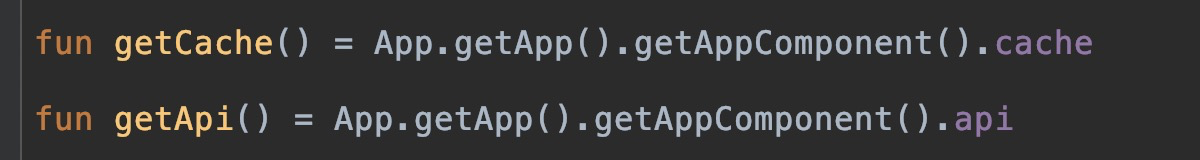 fun getCache() = App.getApp().getAppComponent().cache
fun getApi() = App.getApp().getAppComponent().api